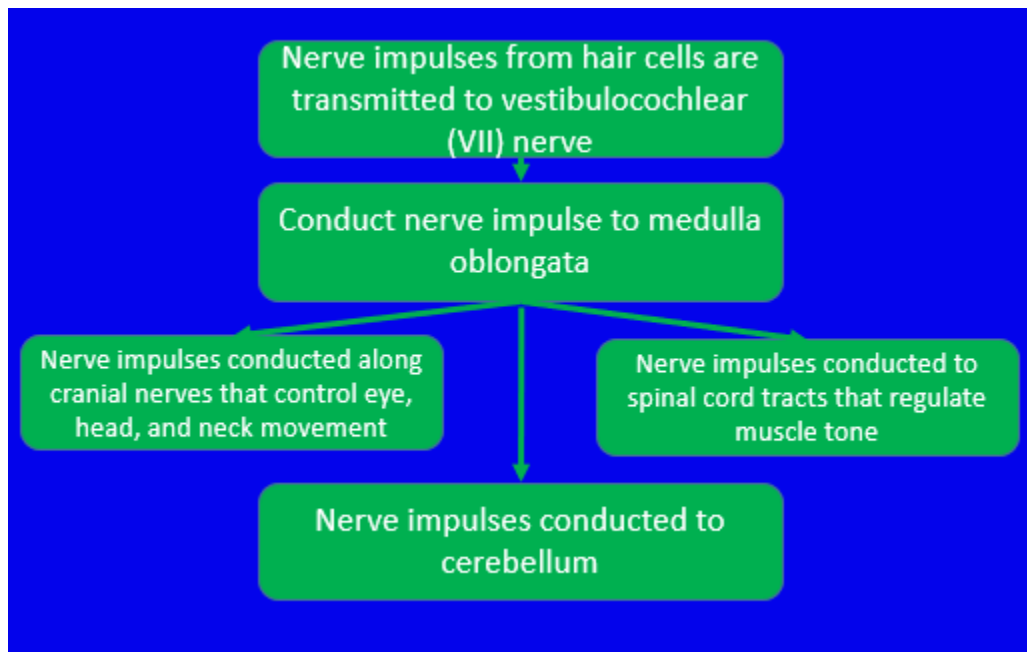 Nerve impulses from hair cells are
transmitted to vestibulocochlear
(VII) nerve
Conduct nerve impulse to medulla
oblongata
Nerve impulses conducted along
cranial nerves that control eye,
head, and neck movement
Nerve impulses conducted to
spinal cord tracts that regulate
muscle tone
Nerve impulses conducted to
cerebellum